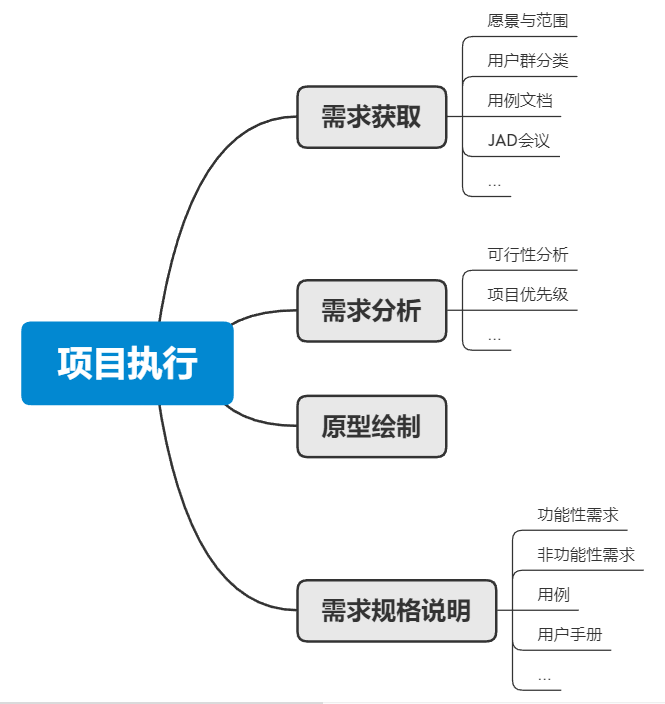 项目执行
需求获取
愿景与范围
用户群分类
用例文档
JAD会议
...
需求分析
可行性分析
项目优先级
...
原型绘制
需求规格说明
功能性需求
非功能性需求
用例
用户手册
...